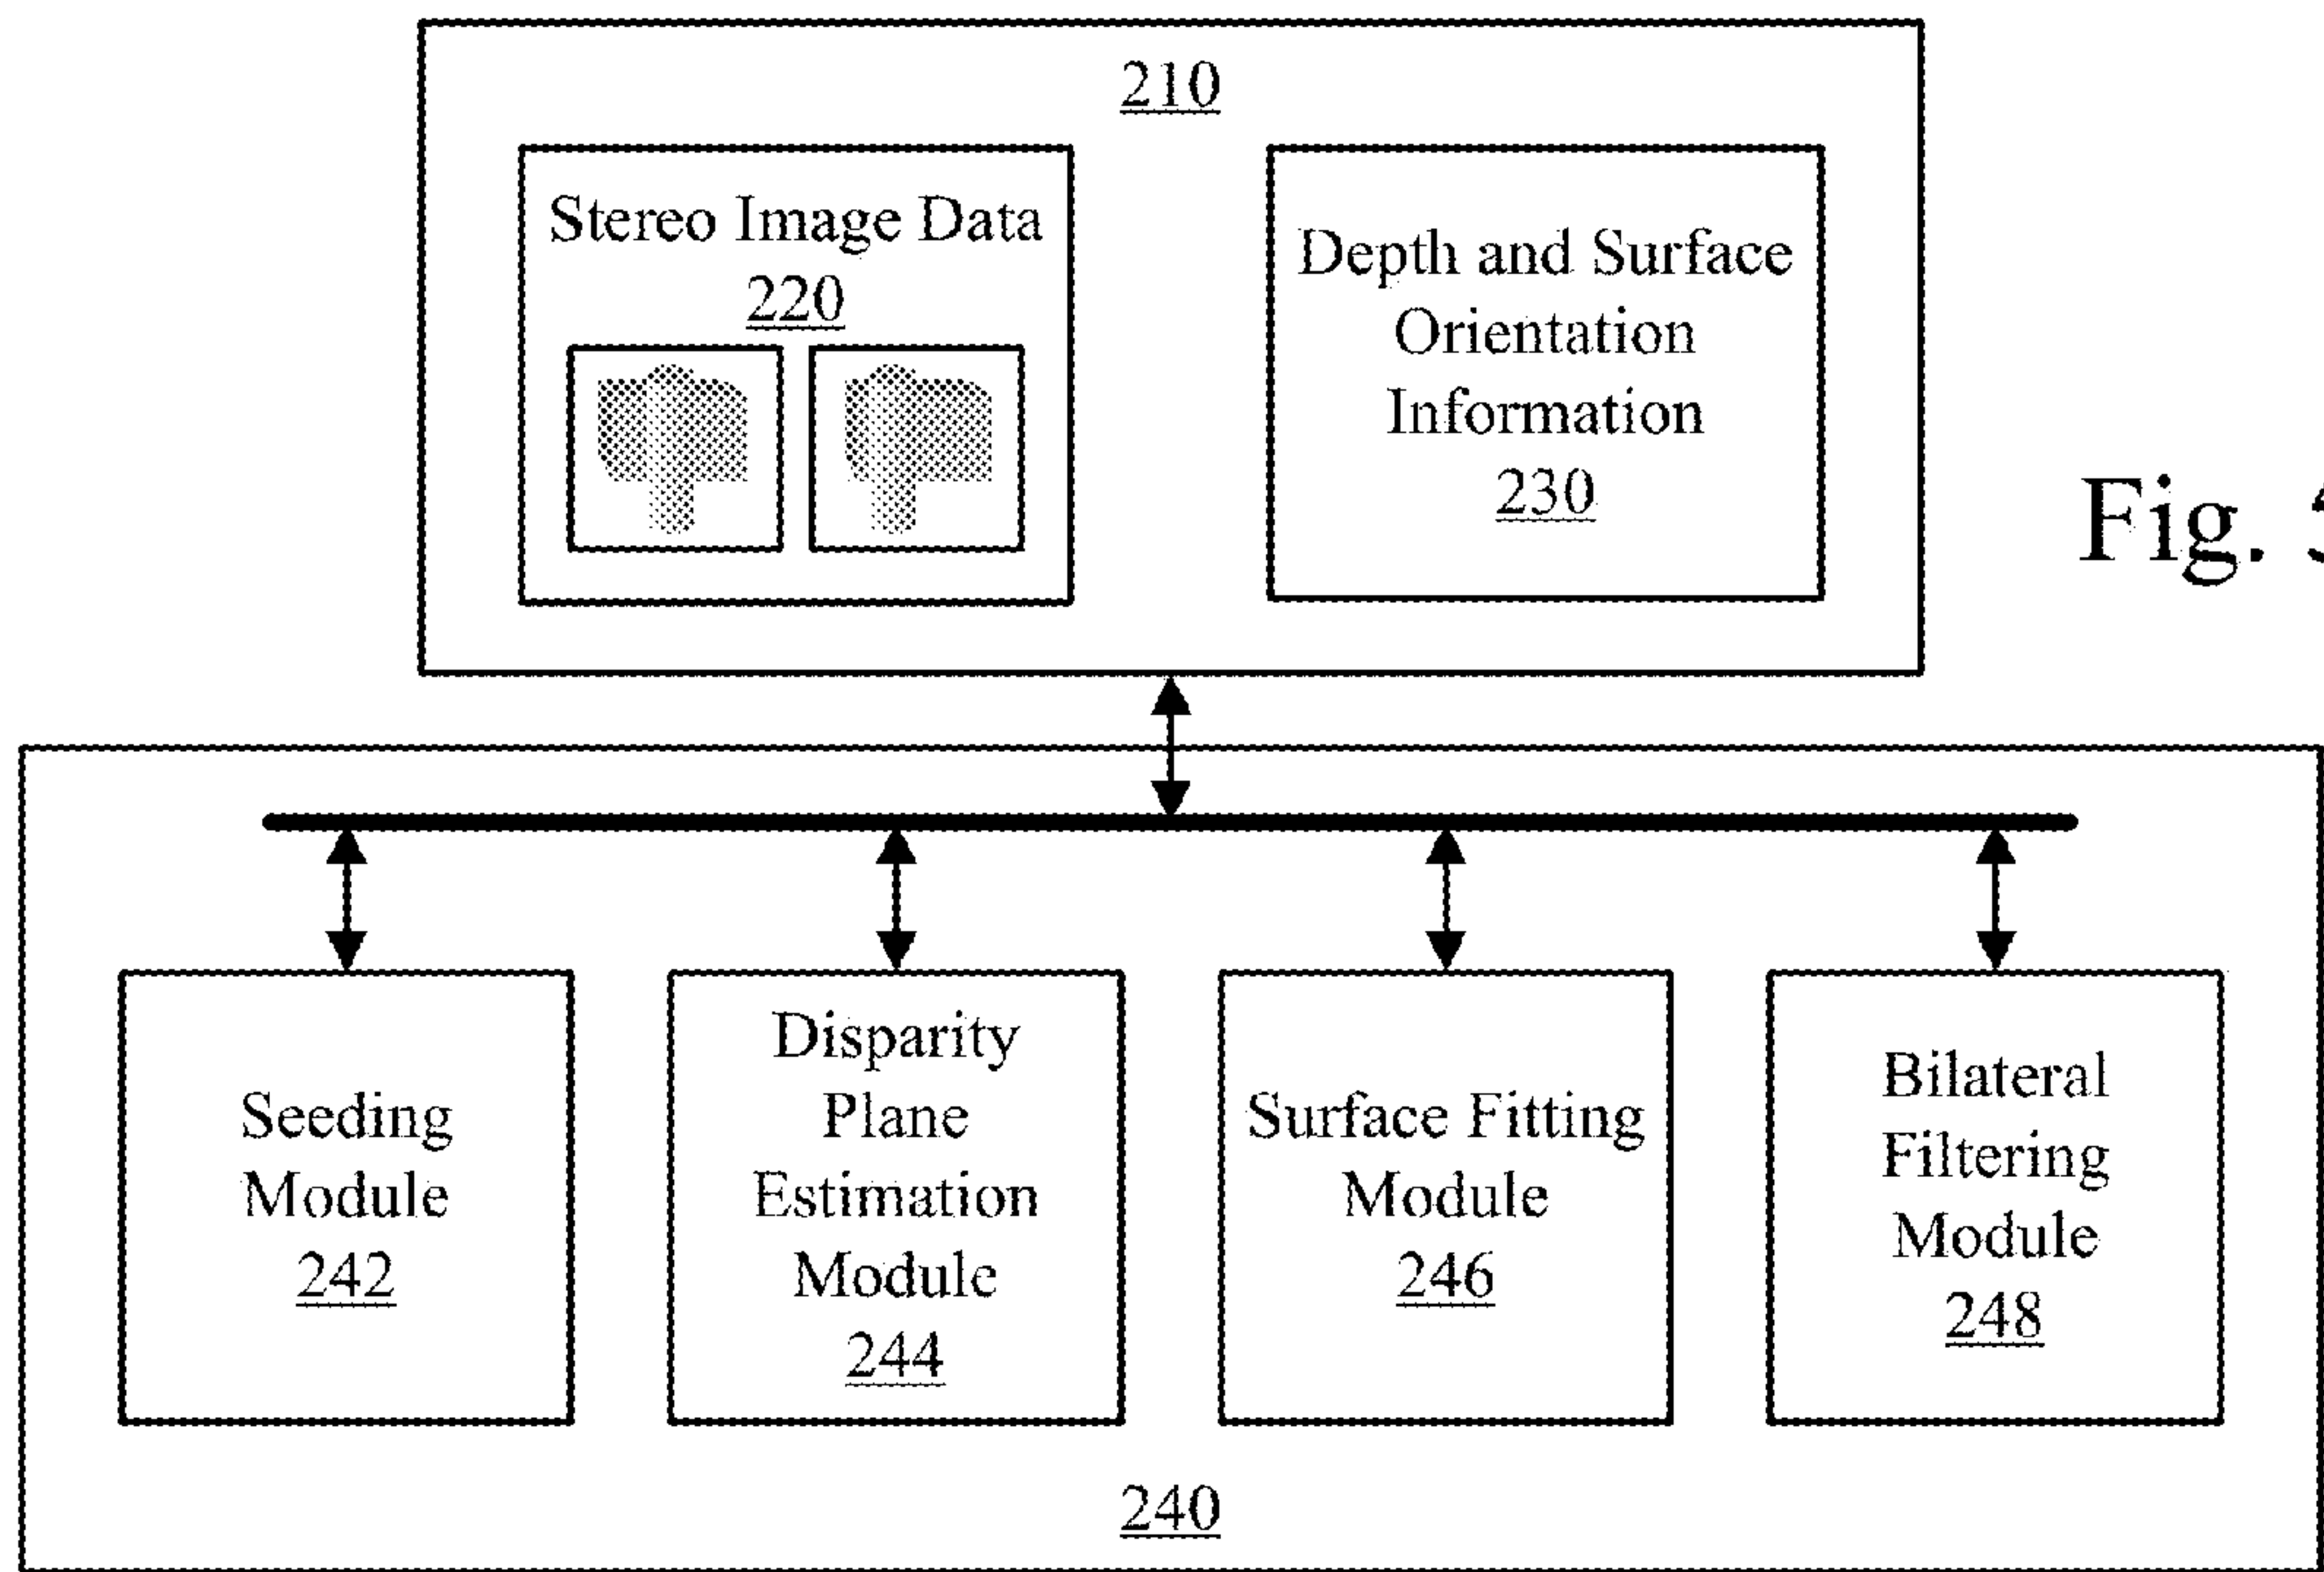 210
Stereo Image Data
220
Depth and Surface
Orientation
Information
230
Fig.
Seeding
Module
242
Disparity
Plane
Estimation
Module
244
Surface Fitting
Module
246
Bilateral
Filtering
Module
248
240